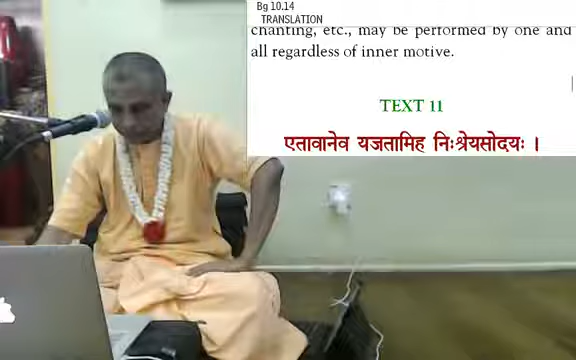 Bg 10.14
TRANSLATION
chanting, etc., may be performed by one and
all regardless of inner motive.
TEXT 11
एतावानेव यजतामिह निःश्रेयसोदयः ।